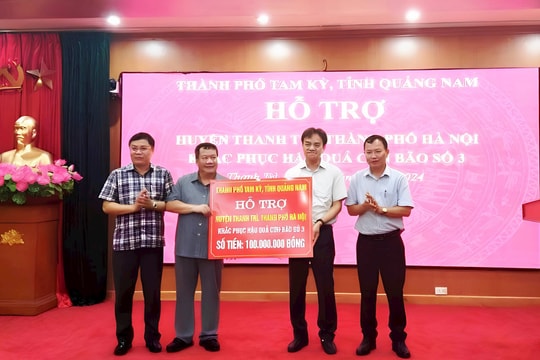 THÀNH PHỐ TAM KỲ, TỈNH QUẢNG NAM
HỖ TRỢ
HUYỆN THANH THÀNH PHỐ HÀ NỘI
KHẮC PHỤC HẬU QUẢ CƠN BÃO SỐ 3
Thanh Trì 2024
THÀNH PHỐ TAM KỲ, TỈNH QUẢNG NAM
HỖ TRỢ
HUYỆN THANH TRÌ, THÀNH PHỐ HÀ NỘI
KHẮC PHỤC HẬU QUẢ CƠN BÃO SỐ 3
SỐ TIỀN: 100.000.000 ĐỒNG